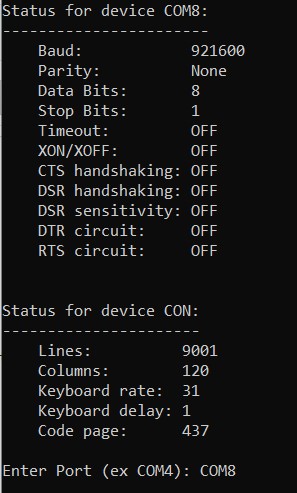 Status for device COM8:
-----------------------
Baud: 921600
Parity: None
Data Bits: 8
Stop Bits: 1
Timeout: OFF
XON/XOFF: OFF
CTS handshaking: OFF
DSR handshaking: OFF
DSR sensitivity: OFF
DTR circuit: OFF
RTS circuit: OFF
Status for device CON:
----------------------
Lines: 9001
Columns: 120
Keyboard rate: 31
Keyboard delay: 1
Code page: 437
Enter Port (ex COM4): COM8